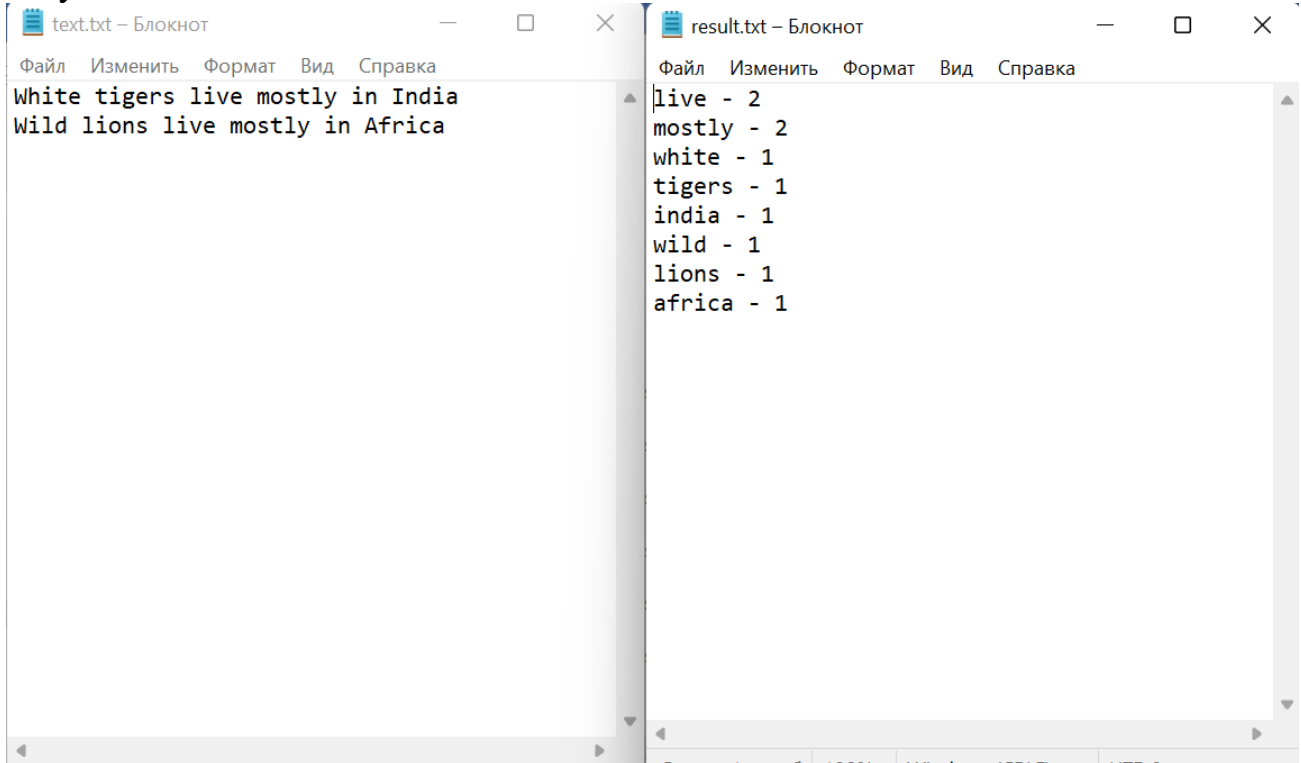 text.txt – Блокнот
Файл Изменить Формат Вид Справка
White tigers live mostly in India
Wild lions live mostly in Africa
result.txt – Блокнот
Файл Изменить Формат Вид Справка
live - 2
mostly - 2
white - 1
tigers - 1
india - 1
wild - 1
lions - 1
africa - 1